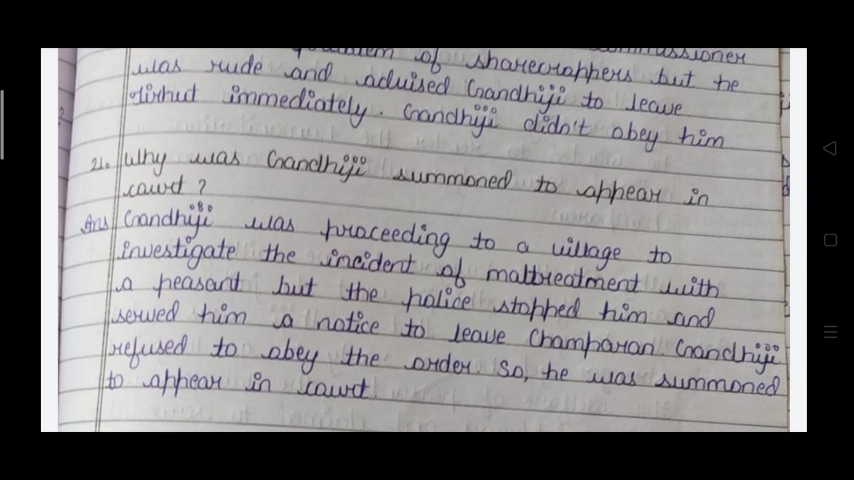 of sharecroppers but he
was rude and advised Gandhiji to leave
Tirhut immediately. Gandhiji didn't obey him
21. Why was Gandhiji summoned to appear in
court?
Ans Gandhiji was proceeding to a village to
investigate the incident of maltreatment with
a peasant but the police stopped him and
served him a notice to leave Champaran. Gandhiji
refused to obey the order. So, he was summoned
to appear in court